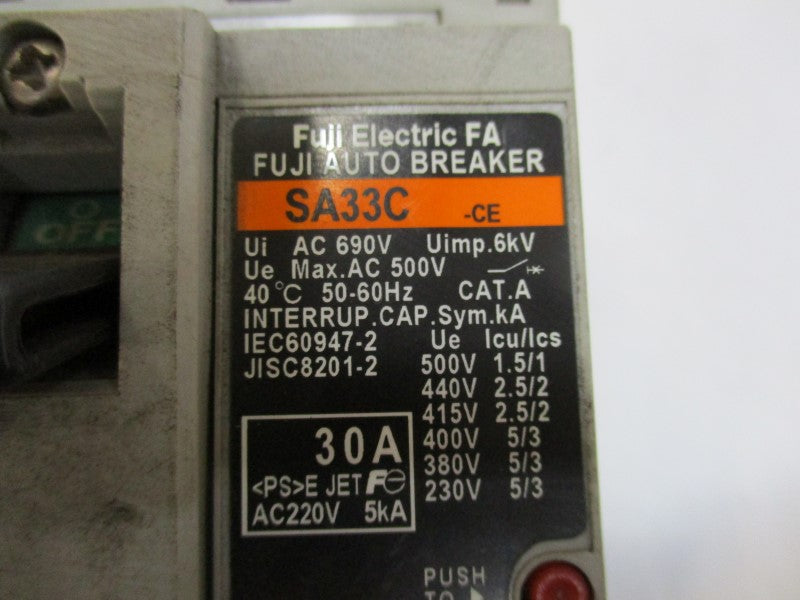 Fuji Electric FA
FUJI AUTO BREAKER
SA33C -CE
Ui AC 690V Uimp.6kV
Ue Max.AC 500V
40°C 50-60Hz CAT.A
INTERRUP.CAP.Sym.kA
IEC60947-2 Ue Icu/Ics
JISC8201-2 500V 1.5/1
440V 2.5/2
415V 2.5/2
400V 5/3
380V 5/3
230V 5/3
30A
<PS>E JET
AC220V 5kA
PUSH
TO
OFF